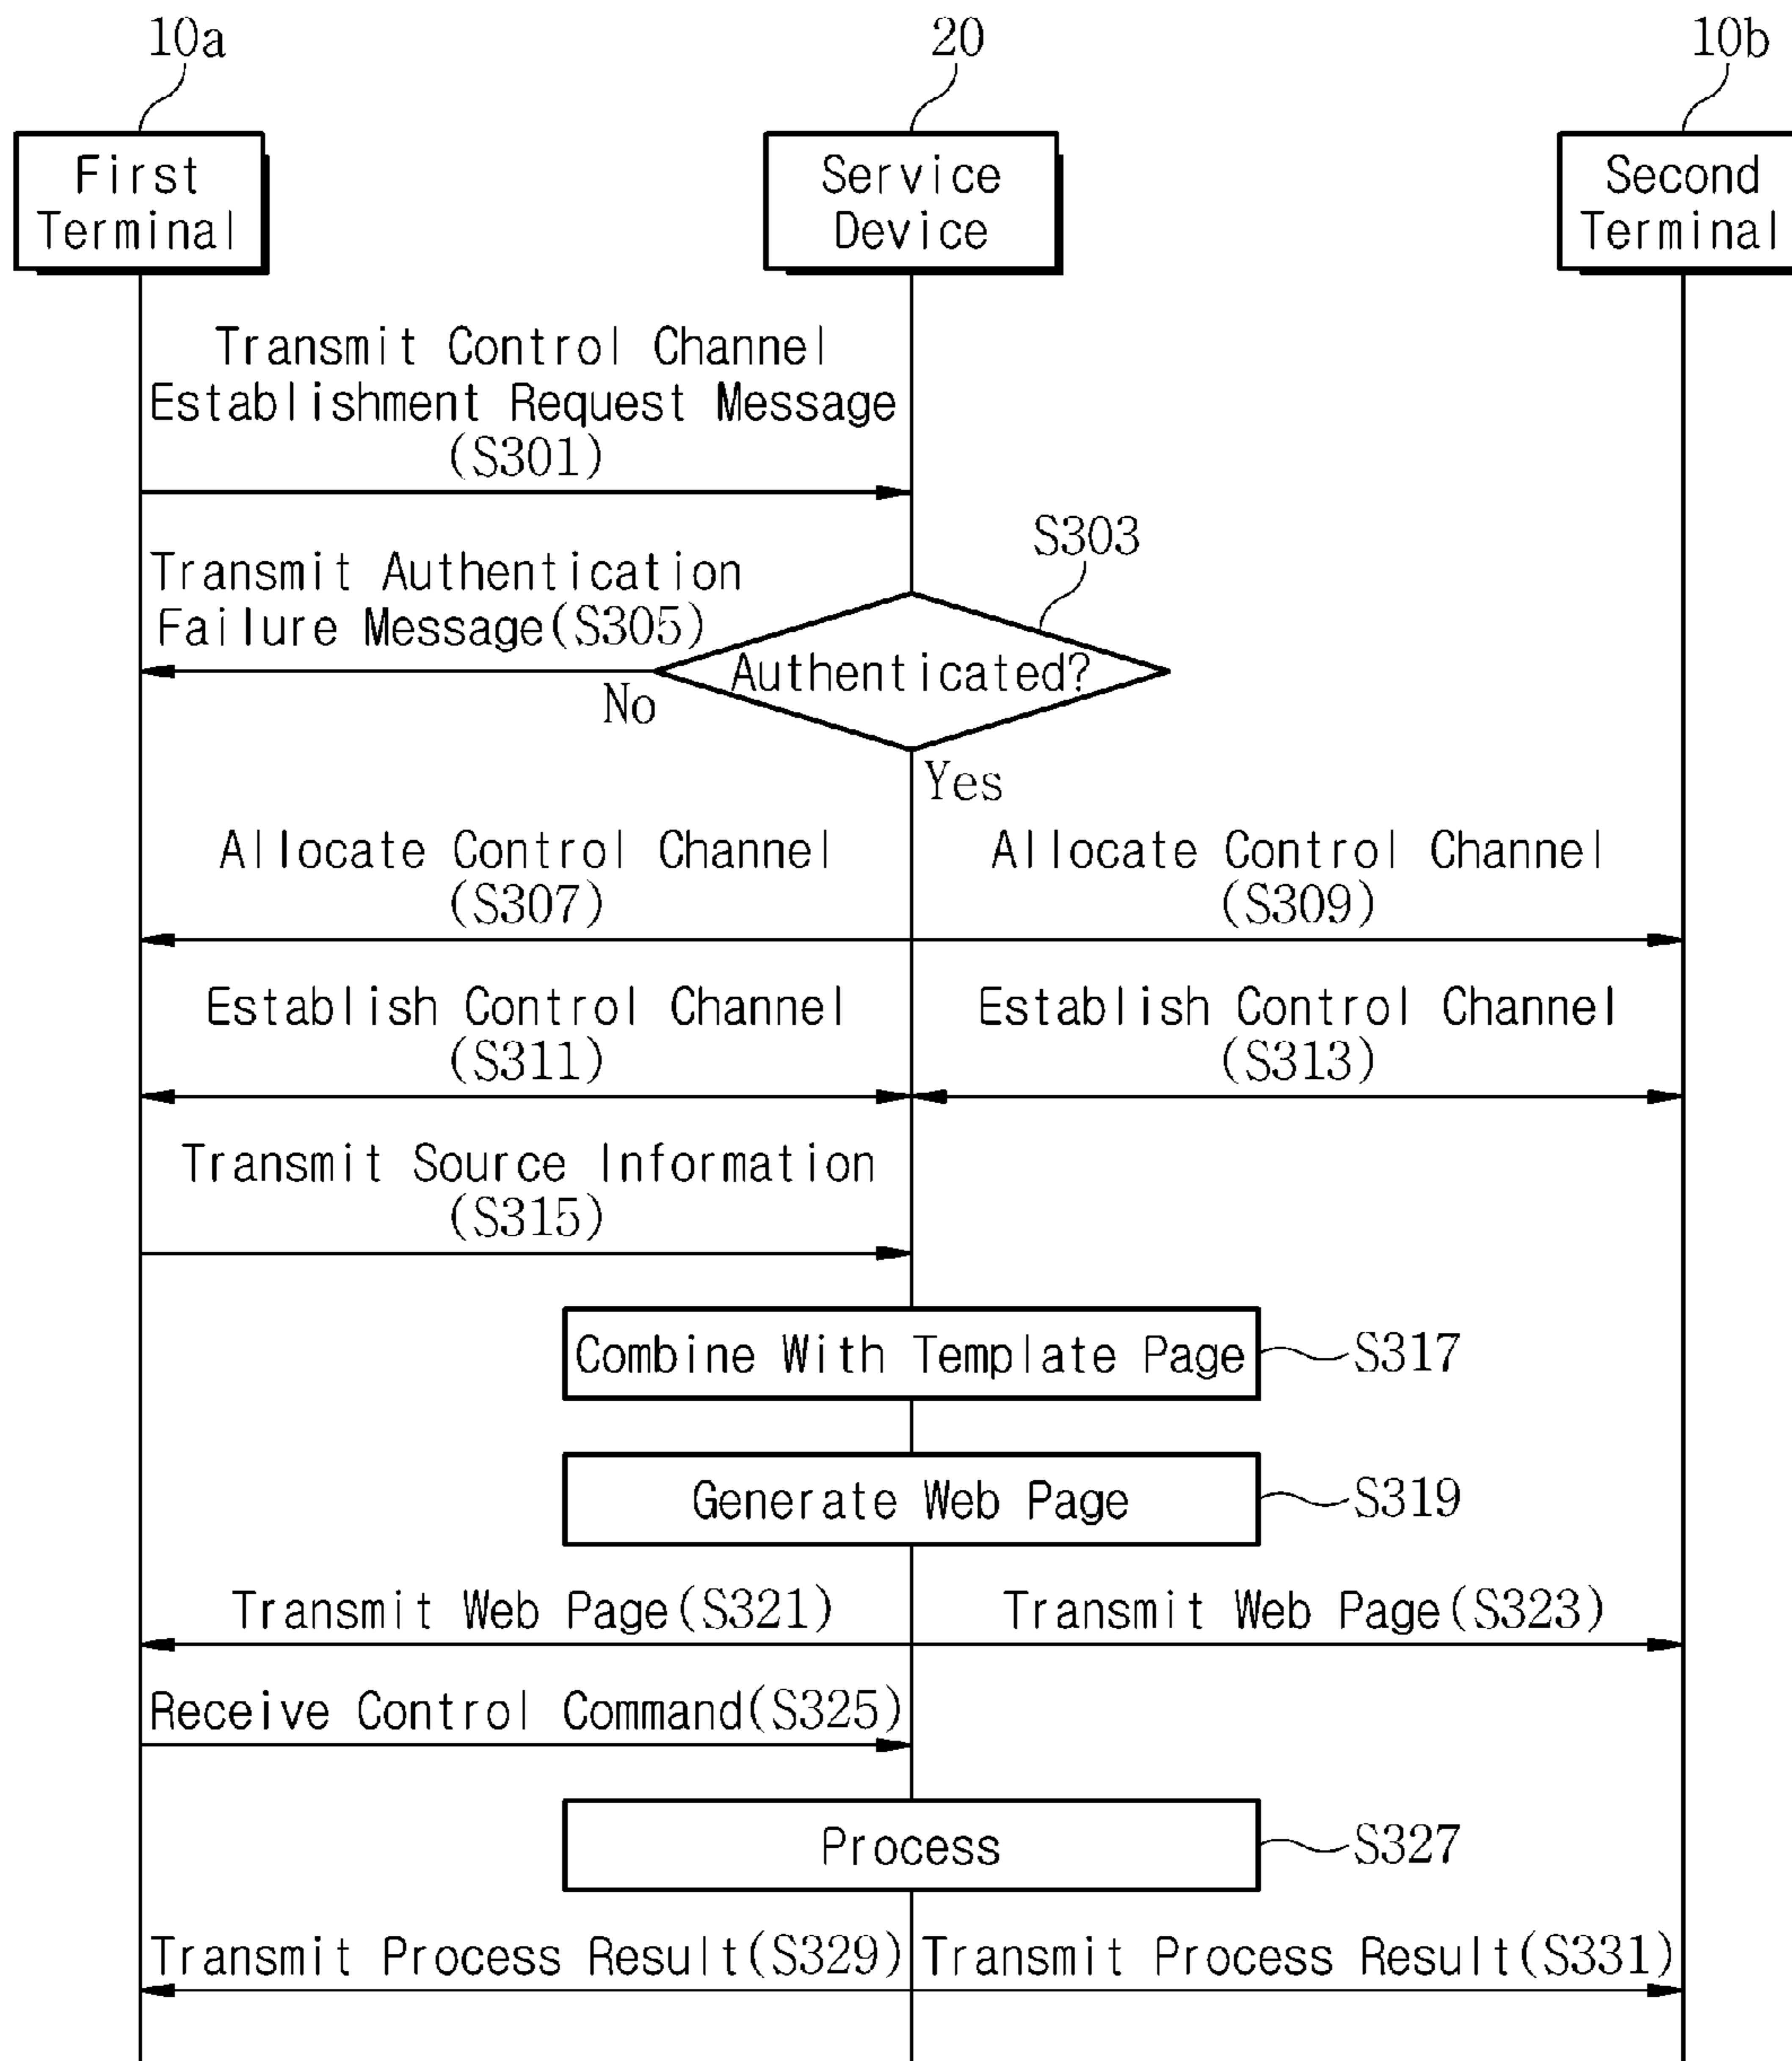 10a
20
10b
First
Terminal
Service
Device
Second
Terminal
Transmit Control Channel
Establishment Request Message
(S301)
S303
Transmit Authentication
Failure Message(S305)
Authenticated?
No
Yes
Allocate Control Channel
(S307)
Allocate Control Channel
(S309)
Establish Control Channel
(S311)
Establish Control Channel
(S313)
Transmit Source Information
(S315)
Combine With Template Page
S317
Generate Web Page
S319
Transmit Web Page(S321)
Transmit Web Page(S323)
Receive Control Command(S325)
Process
S327
Transmit Process Result(S329)
Transmit Process Result(S331)